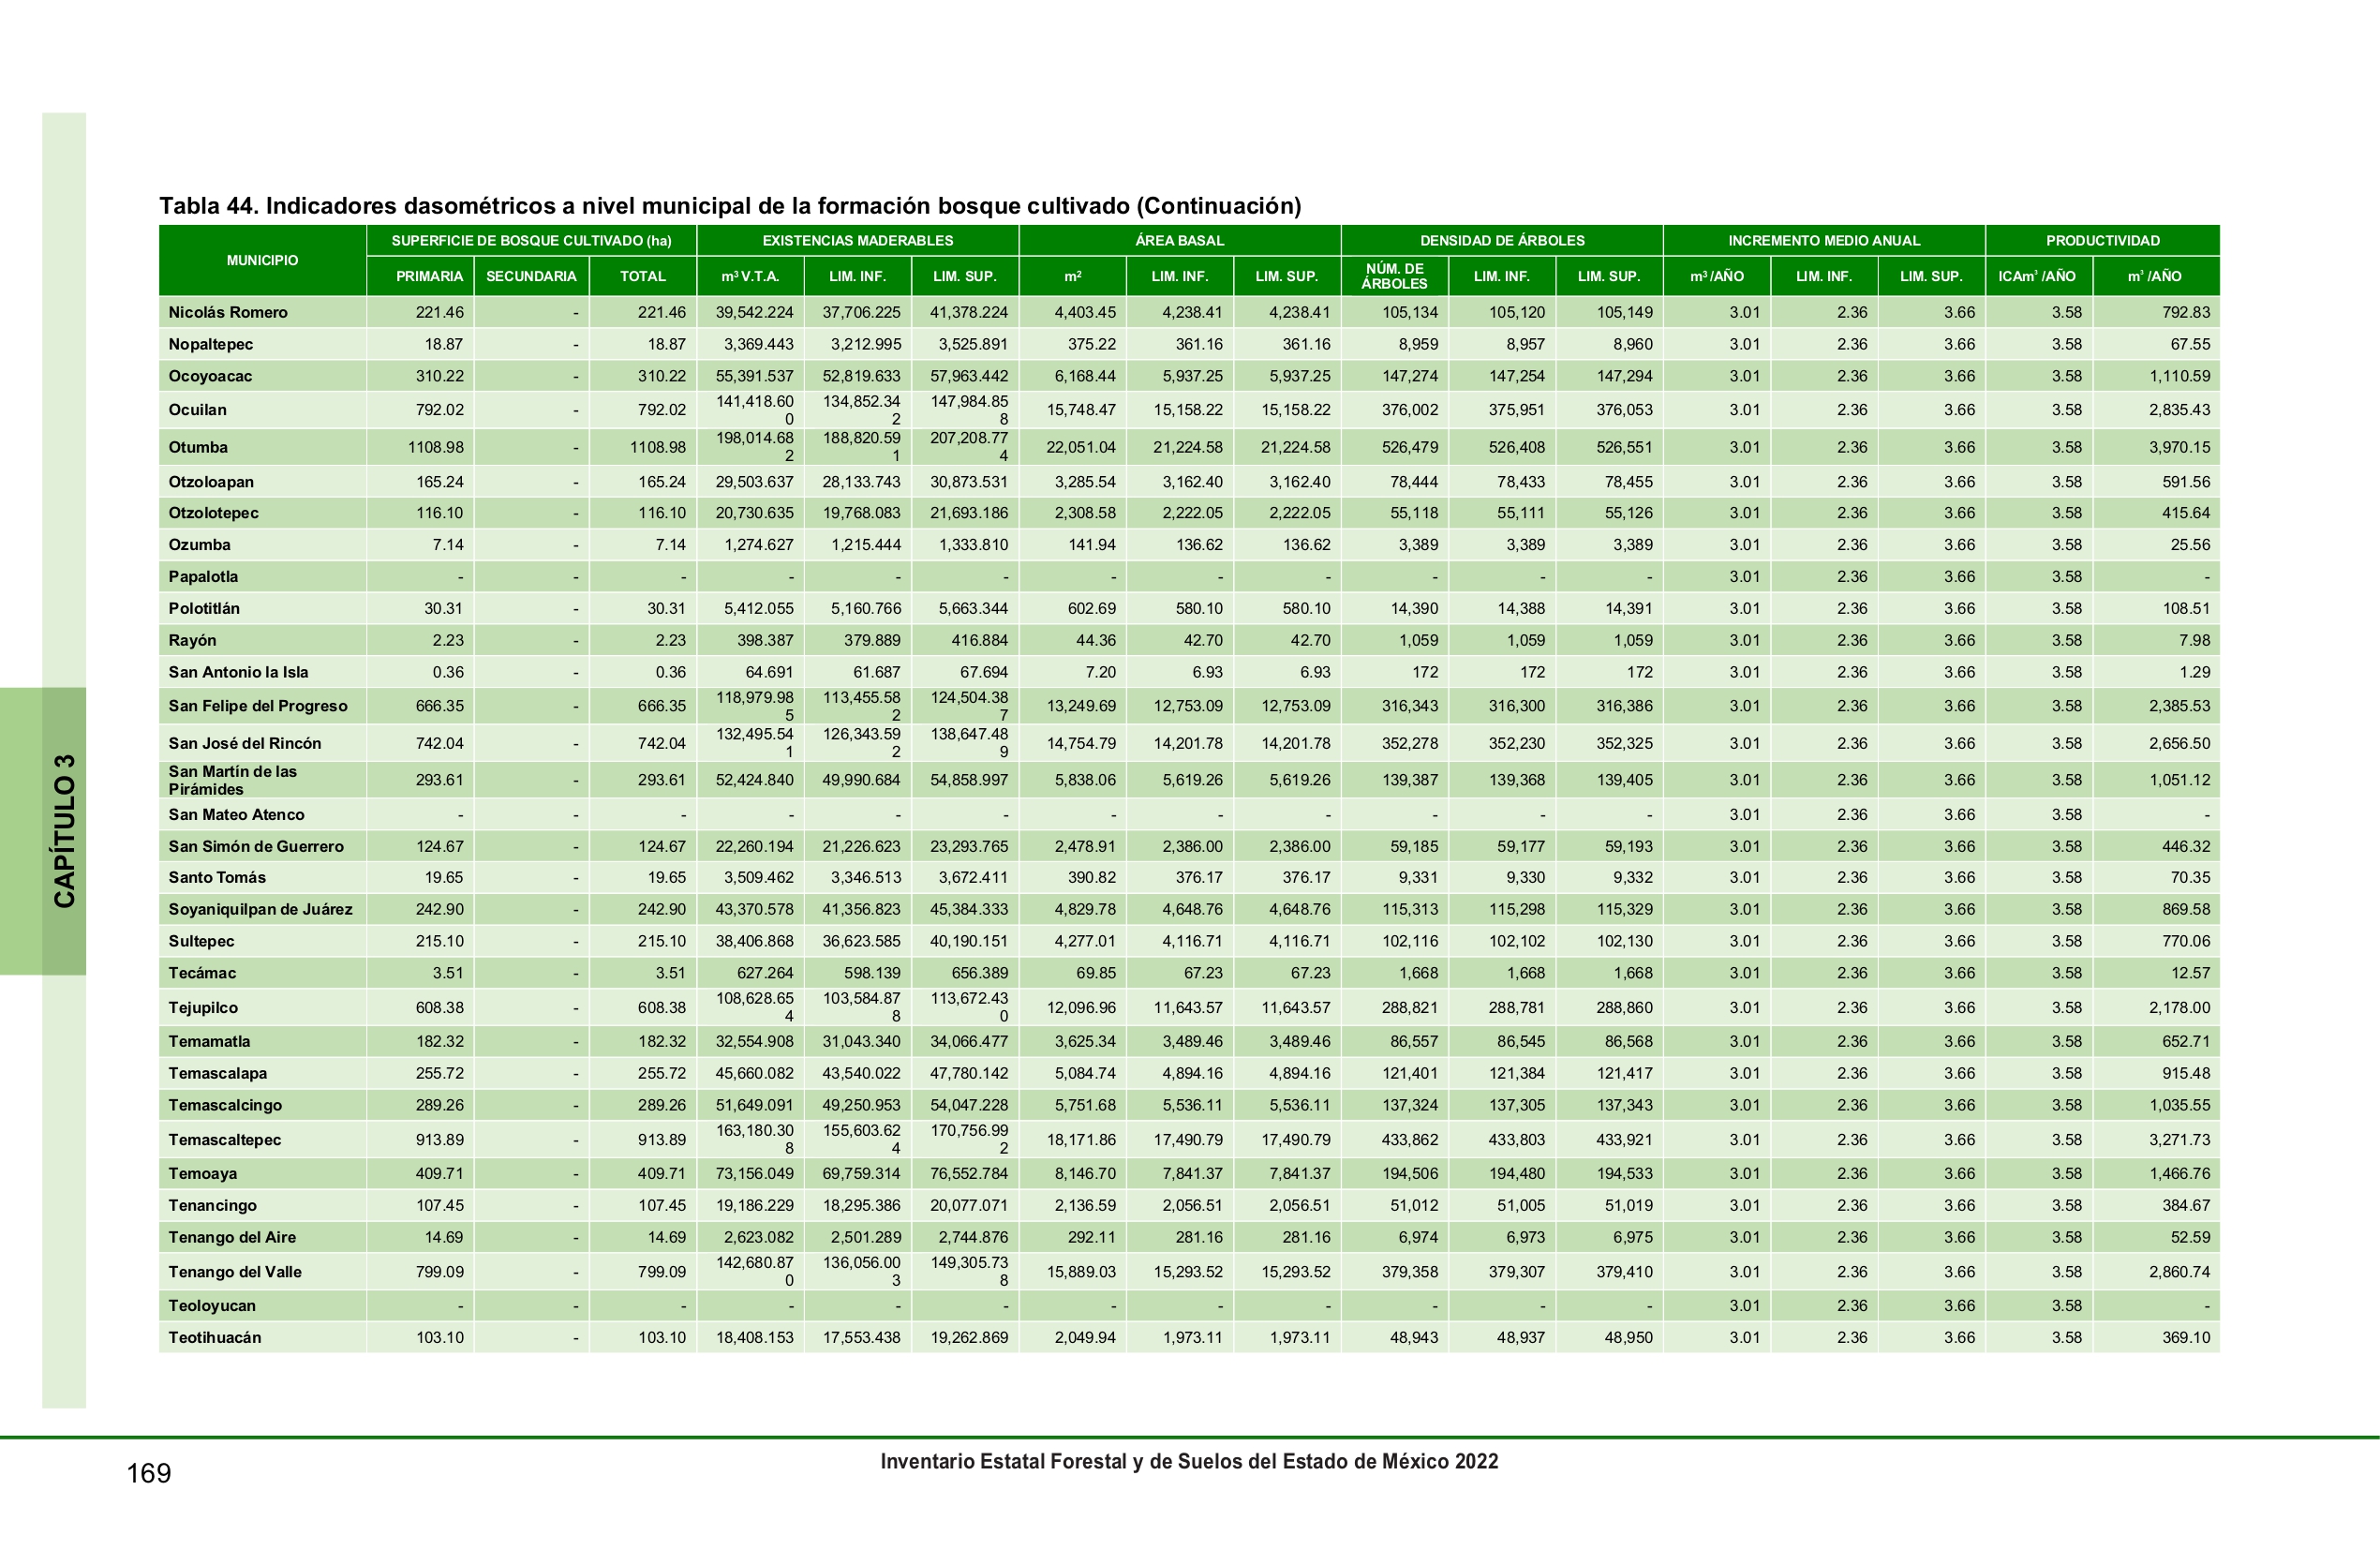 Tabla 44. Indicadores dasométricos a nivel municipal de la formación bosque cultivado (Continuación)
MUNICIPIO SUPERFICIE DE BOSQUE CULTIVADO (ha) EXISTENCIAS MADERABLES ÁREA BASAL DENSIDAD DE ÁRBOLES INCREMENTO MEDIO ANUAL PRODUCTIVIDAD
PRIMARIA SECUNDARIA TOTAL m³ V.T.A. LIM. INF. LIM. SUP. m² LIM. INF. LIM. SUP. NÚM. DE ÁRBOLES LIM. INF. LIM. SUP. m³ /AÑO LIM. INF. LIM. SUP. ICAm³ /AÑO m³ /AÑO
Nicolás Romero 221.46 - 221.46 39,542.224 37,706.225 41,378.224 4,403.45 4,238.41 4,238.41 105,134 105,120 105,149 3.01 2.36 3.66 3.58 792.83
Nopaltepec 18.87 - 18.87 3,369.443 3,212.995 3,525.891 375.22 361.16 361.16 8,959 8,957 8,960 3.01 2.36 3.66 3.58 67.55
Ocoyoacac 310.22 - 310.22 55,391.537 52,819.633 57,963.442 6,168.44 5,937.25 5,937.25 147,274 147,254 147,294 3.01 2.36 3.66 3.58 1,110.59
Ocuilan 792.02 - 792.02 141,418.600 134,852.342 147,984.858 15,748.47 15,158.22 15,158.22 376,002 375,951 376,053 3.01 2.36 3.66 3.58 2,835.43
Otumba 1108.98 - 1108.98 198,014.682 188,820.591 207,208.774 22,051.04 21,224.58 21,224.58 526,479 526,408 526,551 3.01 2.36 3.66 3.58 3,970.15
Otzoloapan 165.24 - 165.24 29,503.637 28,133.743 30,873.531 3,285.54 3,162.40 3,162.40 78,444 78,433 78,455 3.01 2.36 3.66 3.58 591.56
Otzolotepec 116.10 - 116.10 20,730.635 19,768.083 21,693.186 2,308.58 2,222.05 2,222.05 55,118 55,111 55,126 3.01 2.36 3.66 3.58 415.64
Ozumba 7.14 - 7.14 1,274.627 1,215.444 1,333.810 141.94 136.62 136.62 3,389 3,389 3,389 3.01 2.36 3.66 3.58 25.56
Papalotla - - - - - - - - - - - - 3.01 2.36 3.66 3.58 -
Polotitlán 30.31 - 30.31 5,412.055 5,160.766 5,663.344 602.69 580.10 580.10 14,390 14,388 14,391 3.01 2.36 3.66 3.58 108.51
Rayón 2.23 - 2.23 398.387 379.889 416.884 44.36 42.70 42.70 1,059 1,059 1,059 3.01 2.36 3.66 3.58 7.98
San Antonio la Isla 0.36 - 0.36 64.691 61.687 67.694 7.20 6.93 6.93 172 172 172 3.01 2.36 3.66 3.58 1.29
San Felipe del Progreso 666.35 - 666.35 118,979.985 113,455.582 124,504.387 13,249.69 12,753.09 12,753.09 316,343 316,300 316,386 3.01 2.36 3.66 3.58 2,385.53
San José del Rincón 742.04 - 742.04 132,495.541 126,343.592 138,647.489 14,754.79 14,201.78 14,201.78 352,278 352,230 352,325 3.01 2.36 3.66 3.58 2,656.50
San Martín de las Pirámides 293.61 - 293.61 52,424.840 49,990.684 54,858.997 5,838.06 5,619.26 5,619.26 139,387 139,368 139,405 3.01 2.36 3.66 3.58 1,051.12
San Mateo Atenco - - - - - - - - - - - - 3.01 2.36 3.66 3.58 -
San Simón de Guerrero 124.67 - 124.67 22,260.194 21,226.623 23,293.765 2,478.91 2,386.00 2,386.00 59,185 59,177 59,193 3.01 2.36 3.66 3.58 446.32
Santo Tomás 19.65 - 19.65 3,509.462 3,346.513 3,672.411 390.82 376.17 376.17 9,331 9,330 9,332 3.01 2.36 3.66 3.58 70.35
Soyaniquilpan de Juárez 242.90 - 242.90 43,370.578 41,356.823 45,384.333 4,829.78 4,648.76 4,648.76 115,313 115,298 115,329 3.01 2.36 3.66 3.58 869.58
Sultepec 215.10 - 215.10 38,406.868 36,623.585 40,190.151 4,277.01 4,116.71 4,116.71 102,116 102,102 102,130 3.01 2.36 3.66 3.58 770.06
Tecámac 3.51 - 3.51 627.264 598.139 656.389 69.85 67.23 67.23 1,668 1,668 1,668 3.01 2.36 3.66 3.58 12.57
Tejupilco 608.38 - 608.38 108,628.654 103,584.878 113,672.430 12,096.96 11,643.57 11,643.57 288,821 288,781 288,860 3.01 2.36 3.66 3.58 2,178.00
Temamatla 182.32 - 182.32 32,554.908 31,043.340 34,066.477 3,625.34 3,489.46 3,489.46 86,557 86,545 86,568 3.01 2.36 3.66 3.58 652.71
Temascalapa 255.72 - 255.72 45,660.082 43,540.022 47,780.142 5,084.74 4,894.16 4,894.16 121,401 121,384 121,417 3.01 2.36 3.66 3.58 915.48
Temascalcingo 289.26 - 289.26 51,649.091 49,250.953 54,047.228 5,751.68 5,536.11 5,536.11 137,324 137,305 137,343 3.01 2.36 3.66 3.58 1,035.55
Temascaltepec 913.89 - 913.89 163,180.308 155,603.624 170,756.992 18,171.86 17,490.79 17,490.79 433,862 433,803 433,921 3.01 2.36 3.66 3.58 3,271.73
Temoaya 409.71 - 409.71 73,156.049 69,759.314 76,552.784 8,146.70 7,841.37 7,841.37 194,506 194,480 194,533 3.01 2.36 3.66 3.58 1,466.76
Tenancingo 107.45 - 107.45 19,186.229 18,295.386 20,077.071 2,136.59 2,056.51 2,056.51 51,012 51,005 51,019 3.01 2.36 3.66 3.58 384.67
Tenango del Aire 14.69 - 14.69 2,623.082 2,501.289 2,744.876 292.11 281.16 281.16 6,974 6,973 6,975 3.01 2.36 3.66 3.58 52.59
Tenango del Valle 799.09 - 799.09 142,680.870 136,056.003 149,305.738 15,889.03 15,293.52 15,293.52 379,358 379,307 379,410 3.01 2.36 3.66 3.58 2,860.74
Teoloyucan - - - - - - - - - - - - 3.01 2.36 3.66 3.58 -
Teotihuacán 103.10 - 103.10 18,408.153 17,553.438 19,262.869 2,049.94 1,973.11 1,973.11 48,943 48,937 48,950 3.01 2.36 3.66 3.58 369.10
CAPÍTULO 3
Inventario Estatal Forestal y de Suelos del Estado de México 2022
169